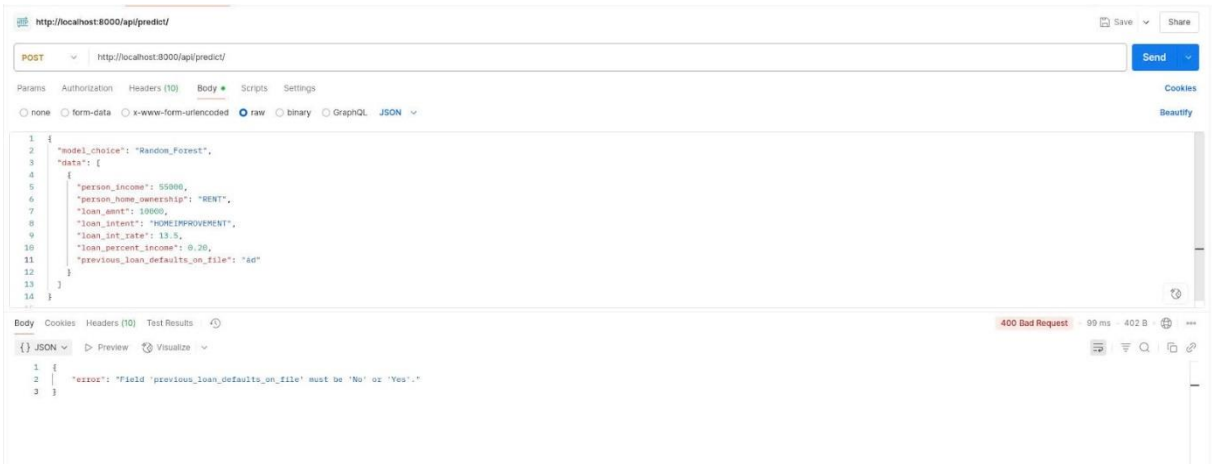 http://localhost:8000/api/predict/
Save Share
POST http://localhost:8000/api/predict/ Send
Params Authorization Headers (10) Body Scripts Settings Cookies
none form-data x-www-form-urlencoded raw binary GraphQL JSON Beautify
1 {
2 "model_choice": "Random_Forest",
3 "data": [
4 {
5 "person_income": 55000,
6 "person_home_ownership": "RENT",
7 "loan_amnt": 10000,
8 "loan_intent": "HOMEIMPROVEMENT",
9 "loan_int_rate": 13.5,
10 "loan_percent_income": 0.20,
11 "previous_loan_defaults_on_file": "ád"
12 }
13 ]
14 }
Body Cookies Headers (10) Test Results 400 Bad Request 99 ms 402 B
{} JSON Preview Visualize
1 {
2 "error": "Field 'previous_loan_defaults_on_file' must be 'No' or 'Yes'."
3 }